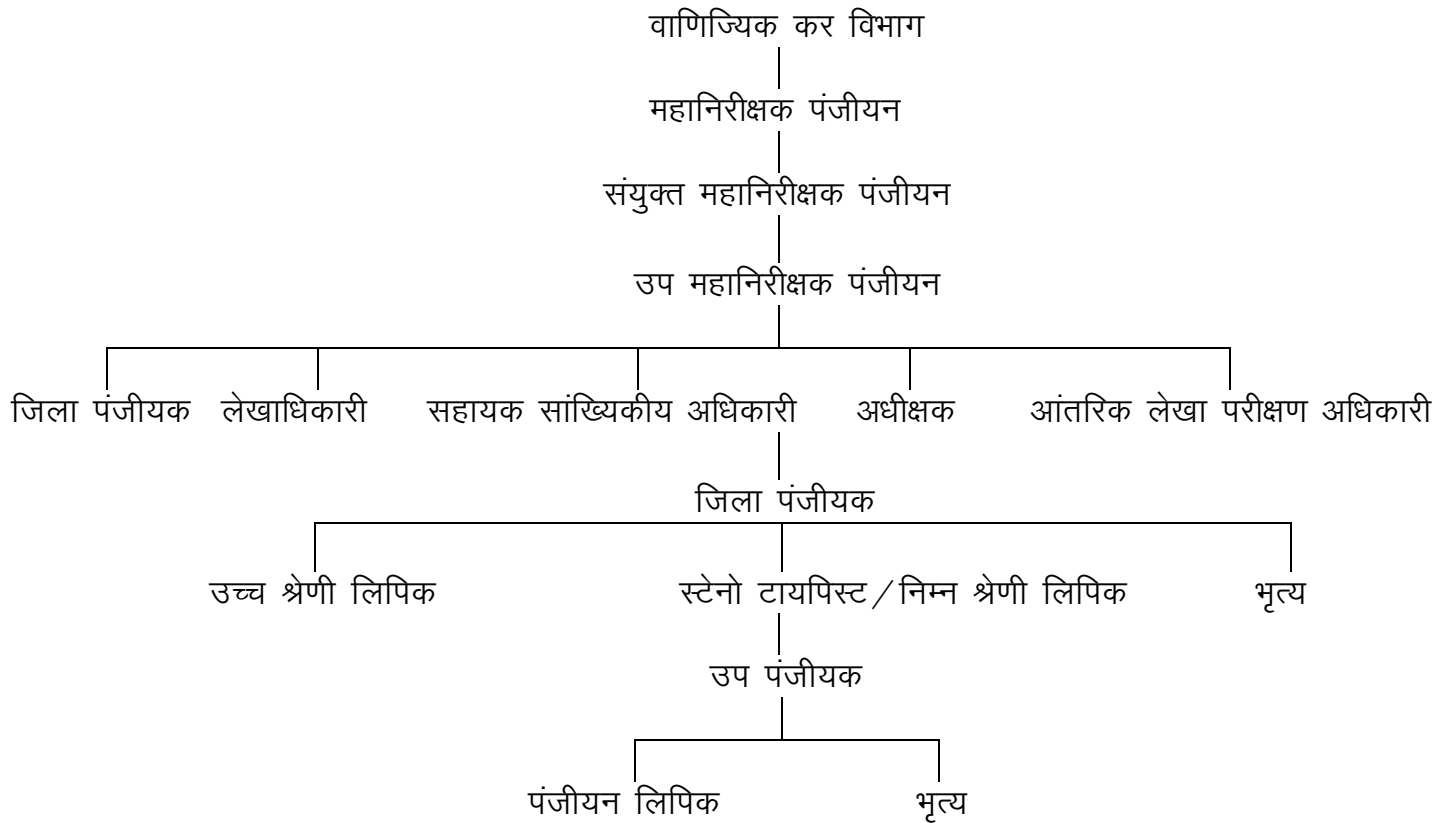 वाणिज्यिक कर विभाग
महानिरीक्षक पंजीयन
संयुक्त महानिरीक्षक पंजीयन
उप महानिरीक्षक पंजीयन
जिला पंजीयक लेखाधिकारी सहायक सांख्यिकीय अधिकारी अधीक्षक आंतरिक लेखा परीक्षण अधिकारी
जिला पंजीयक
उच्च श्रेणी लिपिक स्टेनो टायपिस्ट/निम्न श्रेणी लिपिक भृत्य
उप पंजीयक
पंजीयन लिपिक भृत्य